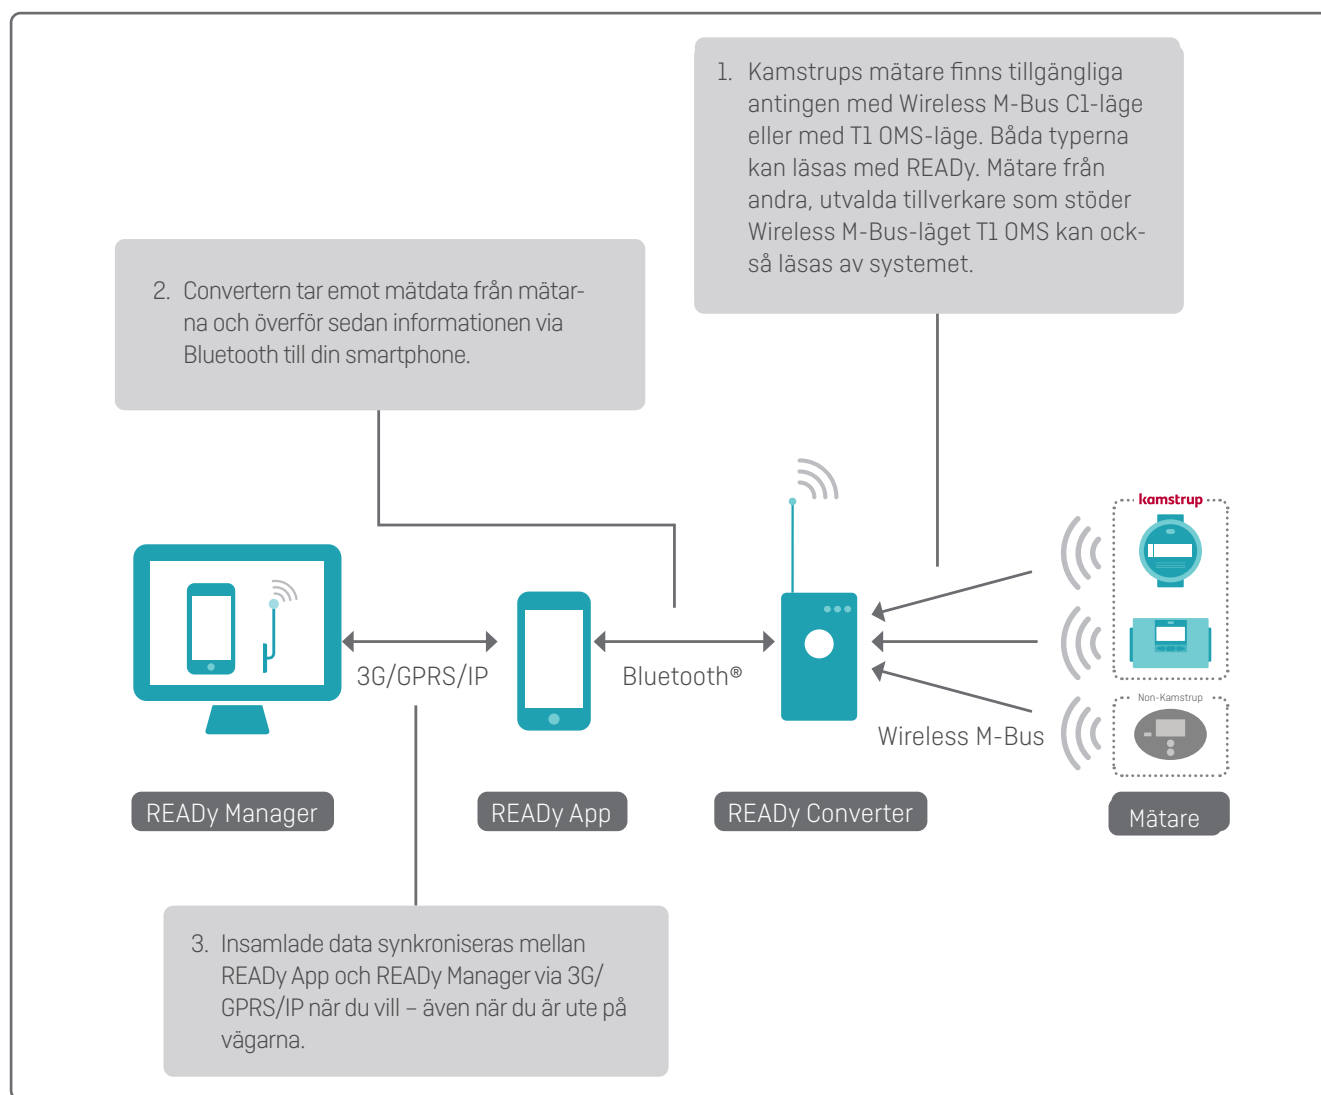 1. Kamstrups mätare finns tillgängliga
antingen med Wireless M-Bus C1-läge
eller med T1 OMS-läge. Båda typerna
kan läsas med READy. Mätare från
andra, utvalda tillverkare som stöder
Wireless M-Bus-läget T1 OMS kan ock-
så läsas av systemet.
2. Convertern tar emot mätdata från mätar-
na och överför sedan informationen via
Bluetooth till din smartphone.
kamstrup
3G/GPRS/IP
Bluetooth®
Non-Kamstrup
Wireless M-Bus
READy Manager
READy App
READy Converter
Mätare
3. Insamlade data synkroniseras mellan
READy App och READy Manager via 3G/
GPRS/IP när du vill – även när du är ute på
vägarna.